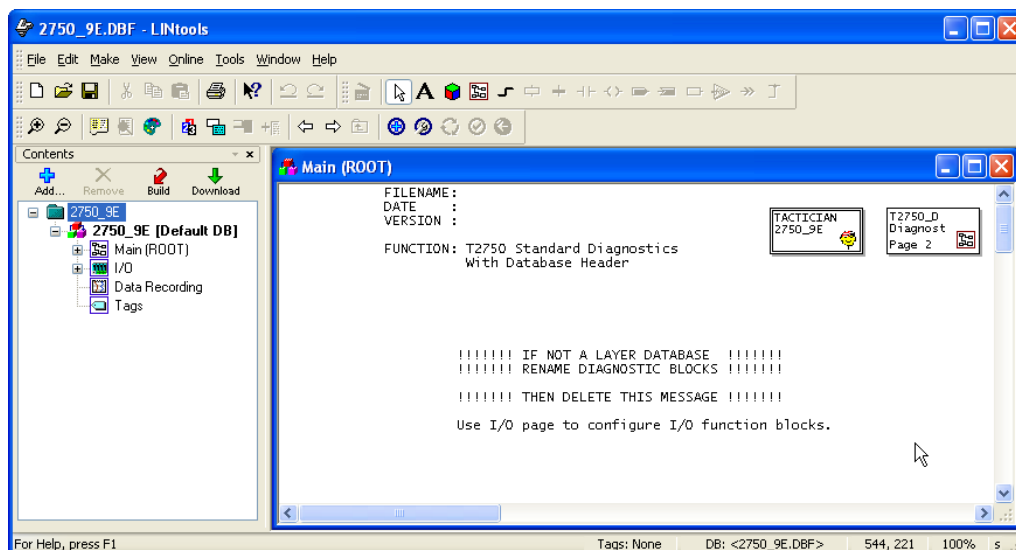 2750_9E.DBF - LINtools
File Edit Make View Online Tools Window Help
Contents
Add... Remove Build Download
2750_9E
2750_9E [Default DB]
Main (ROOT)
I/O
Data Recording
Tags
Main (ROOT)
FILENAME:
DATE :
VERSION :
FUNCTION: T2750 Standard Diagnostics
With Database Header
TACTICIAN
2750_9E
T2750_D
Diagnost
Page 2
!!!!!!! IF NOT A LAYER DATABASE !!!!!!!
!!!!!!! RENAME DIAGNOSTIC BLOCKS !!!!!!!
!!!!!!! THEN DELETE THIS MESSAGE !!!!!!!
Use I/O page to configure I/O function blocks.
For Help, press F1
Tags: None DB: <2750_9E.DBF> 544, 221 100% s